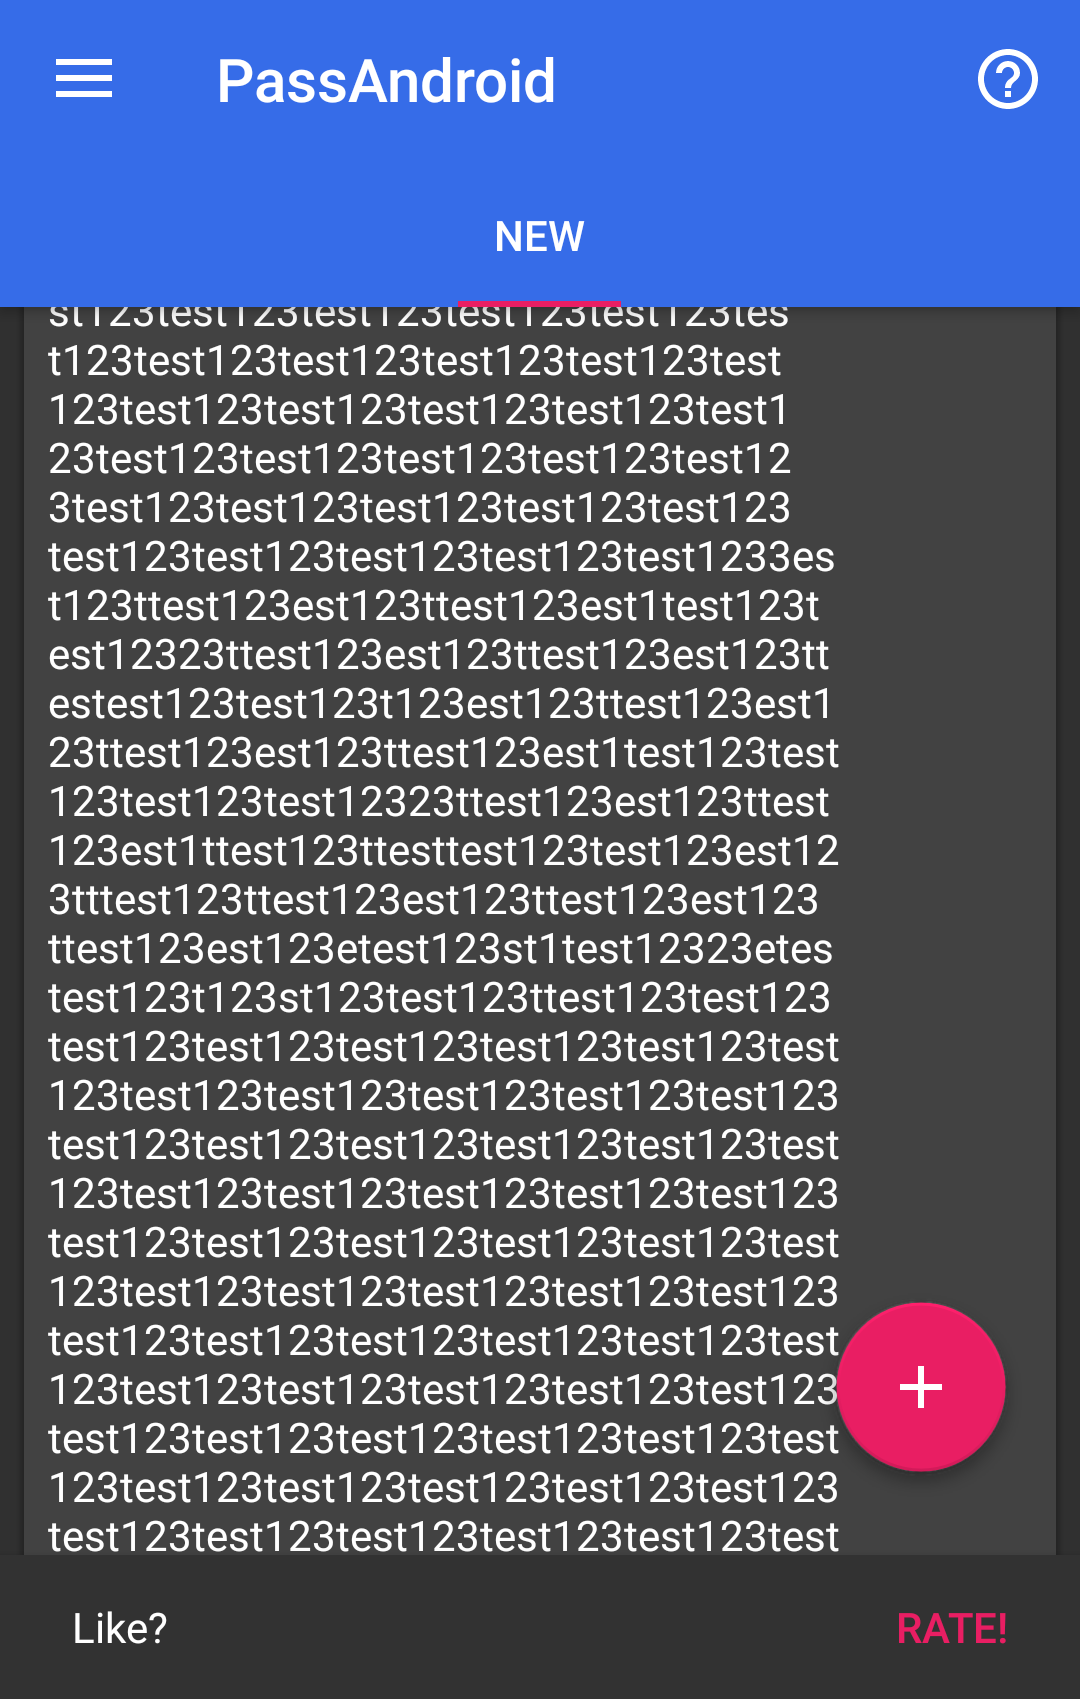 PassAndroid
NEW
st123test123test123test123test123tes
t123test123test123test123test123test
123test123test123test123test123test1
23test123test123test123test123test12
3test123test123test123test123test123
test123test123test123test123test1233es
t123ttest123est123ttest123est1test123t
est12323ttest123est123ttest123est123tt
estest123test123t123est123ttest123est1
23ttest123est123ttest123est1test123test
123test123test12323ttest123est123ttest
123est1ttest123ttesttest123test123est12
3tttest123ttest123est123ttest123est123
ttest123est123etest123st1test12323etes
test123t123st123test123ttest123test123
test123test123test123test123test123test
123test123test123test123test123test123
test123test123test123test123test123test
123test123test123test123test123test123
test123test123test123test123test123test
123test123test123test123test123test123
test123test123test123test123test123test
123test123test123test123test123test123
test123test123test123test123test123test
123test123test123test123test123test123
test123test123test123test123test123test
Like?
RATE!